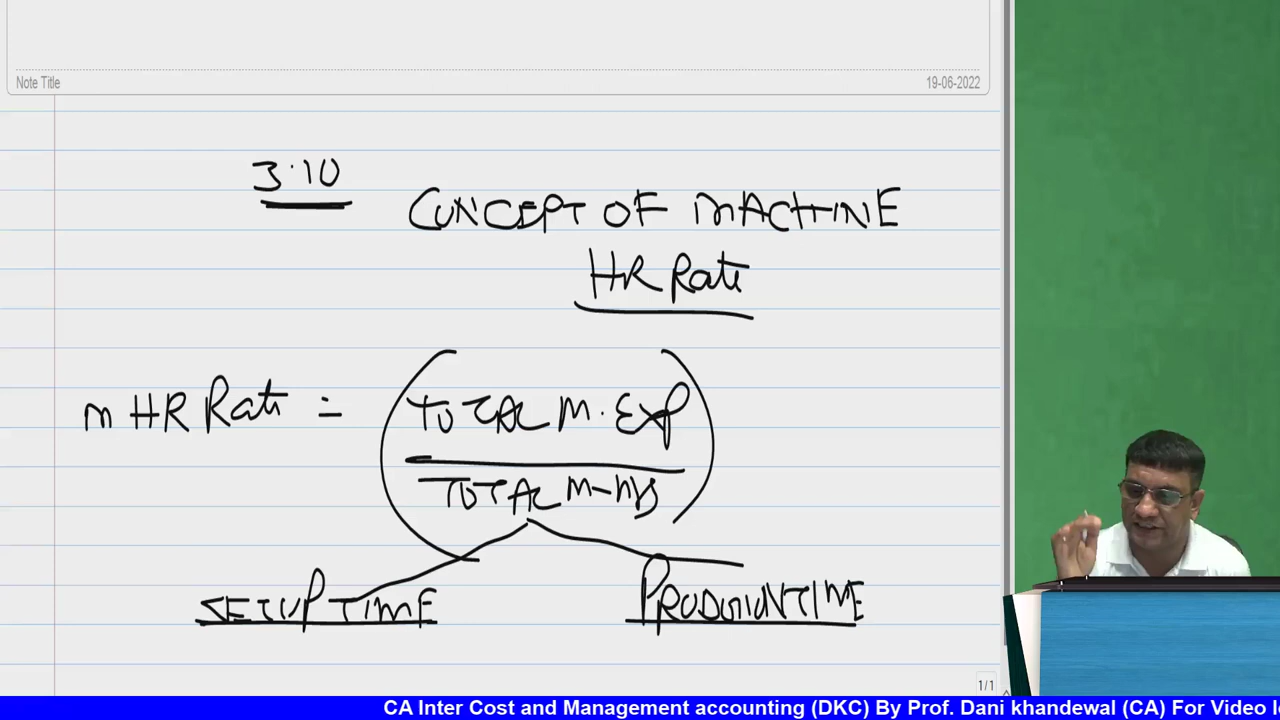 Note Title
19-06-2022
3.10
CONCEPT OF MACHINE
HR Rate
m HR Rate = (TOTAL M. EXP
TOTAL M-hrs)
SETUP TIME
PRODUCTION TIME
1/1
CA Inter Cost and Management accounting (DKC) By Prof. Dani khandewal (CA) For Video